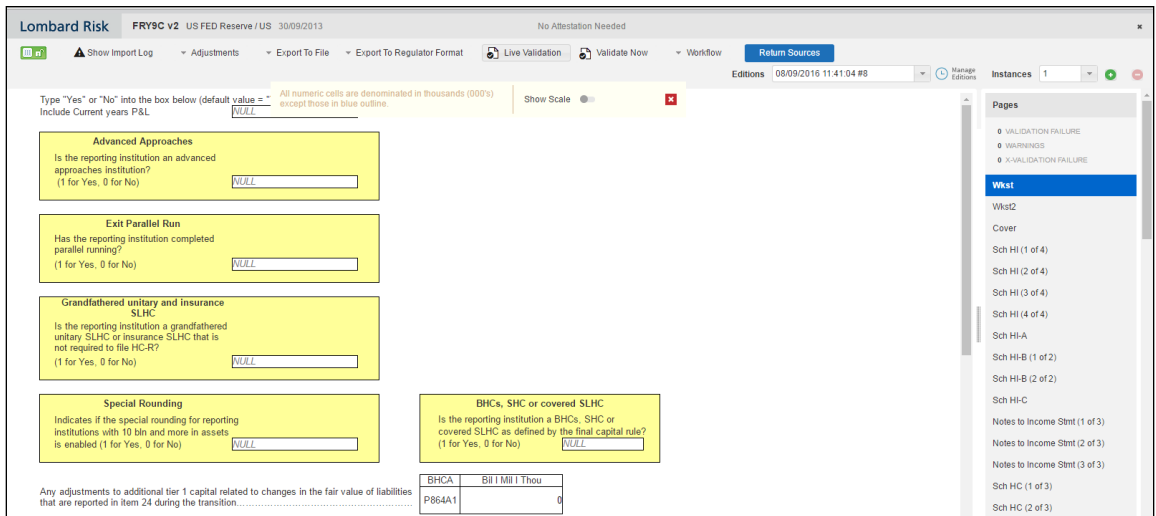 Lombard Risk FRY9C v2 US FED Reserve / US 30/09/2013 No Attestation Needed
Show Import Log Adjustments Export To File Export To Regulator Format Live Validation Validate Now Workflow Return Sources
Editions 08/09/2016 11:41:04 #8 Manage Editions Instances 1
Type "Yes" or "No" into the box below (default value = "
All numeric cells are denominated in thousands (000's)
except those in blue outline.
Show Scale
Include Current years P&L NULL
Advanced Approaches
Is the reporting institution an advanced
approaches institution?
(1 for Yes, 0 for No) NULL
Exit Parallel Run
Has the reporting institution completed
parallel running?
(1 for Yes, 0 for No) NULL
Grandfathered unitary and insurance
SLHC
Is the reporting institution a grandfathered
unitary SLHC or insurance SLHC that is
not required to file HC-R?
(1 for Yes, 0 for No) NULL
Special Rounding
Indicates if the special rounding for reporting
institutions with 10 bln and more in assets
is enabled (1 for Yes, 0 for No) NULL
BHCs, SHC or covered SLHC
Is the reporting institution a BHCs, SHC or
covered SLHC as defined by the final capital rule?
(1 for Yes, 0 for No) NULL
BHCA Bil I Mil I Thou
Any adjustments to additional tier 1 capital related to changes in the fair value of liabilities
that are reported in item 24 during the transition
P864A1 0
Pages
0 VALIDATION FAILURE
0 WARNINGS
0 X-VALIDATION FAILURE
Wkst
Wkst2
Cover
Sch HI (1 of 4)
Sch HI (2 of 4)
Sch HI (3 of 4)
Sch HI (4 of 4)
Sch HI-A
Sch HI-B (1 of 2)
Sch HI-B (2 of 2)
Sch HI-C
Notes to Income Stmt (1 of 3)
Notes to Income Stmt (2 of 3)
Notes to Income Stmt (3 of 3)
Sch HC (1 of 3)
Sch HC (2 of 3)